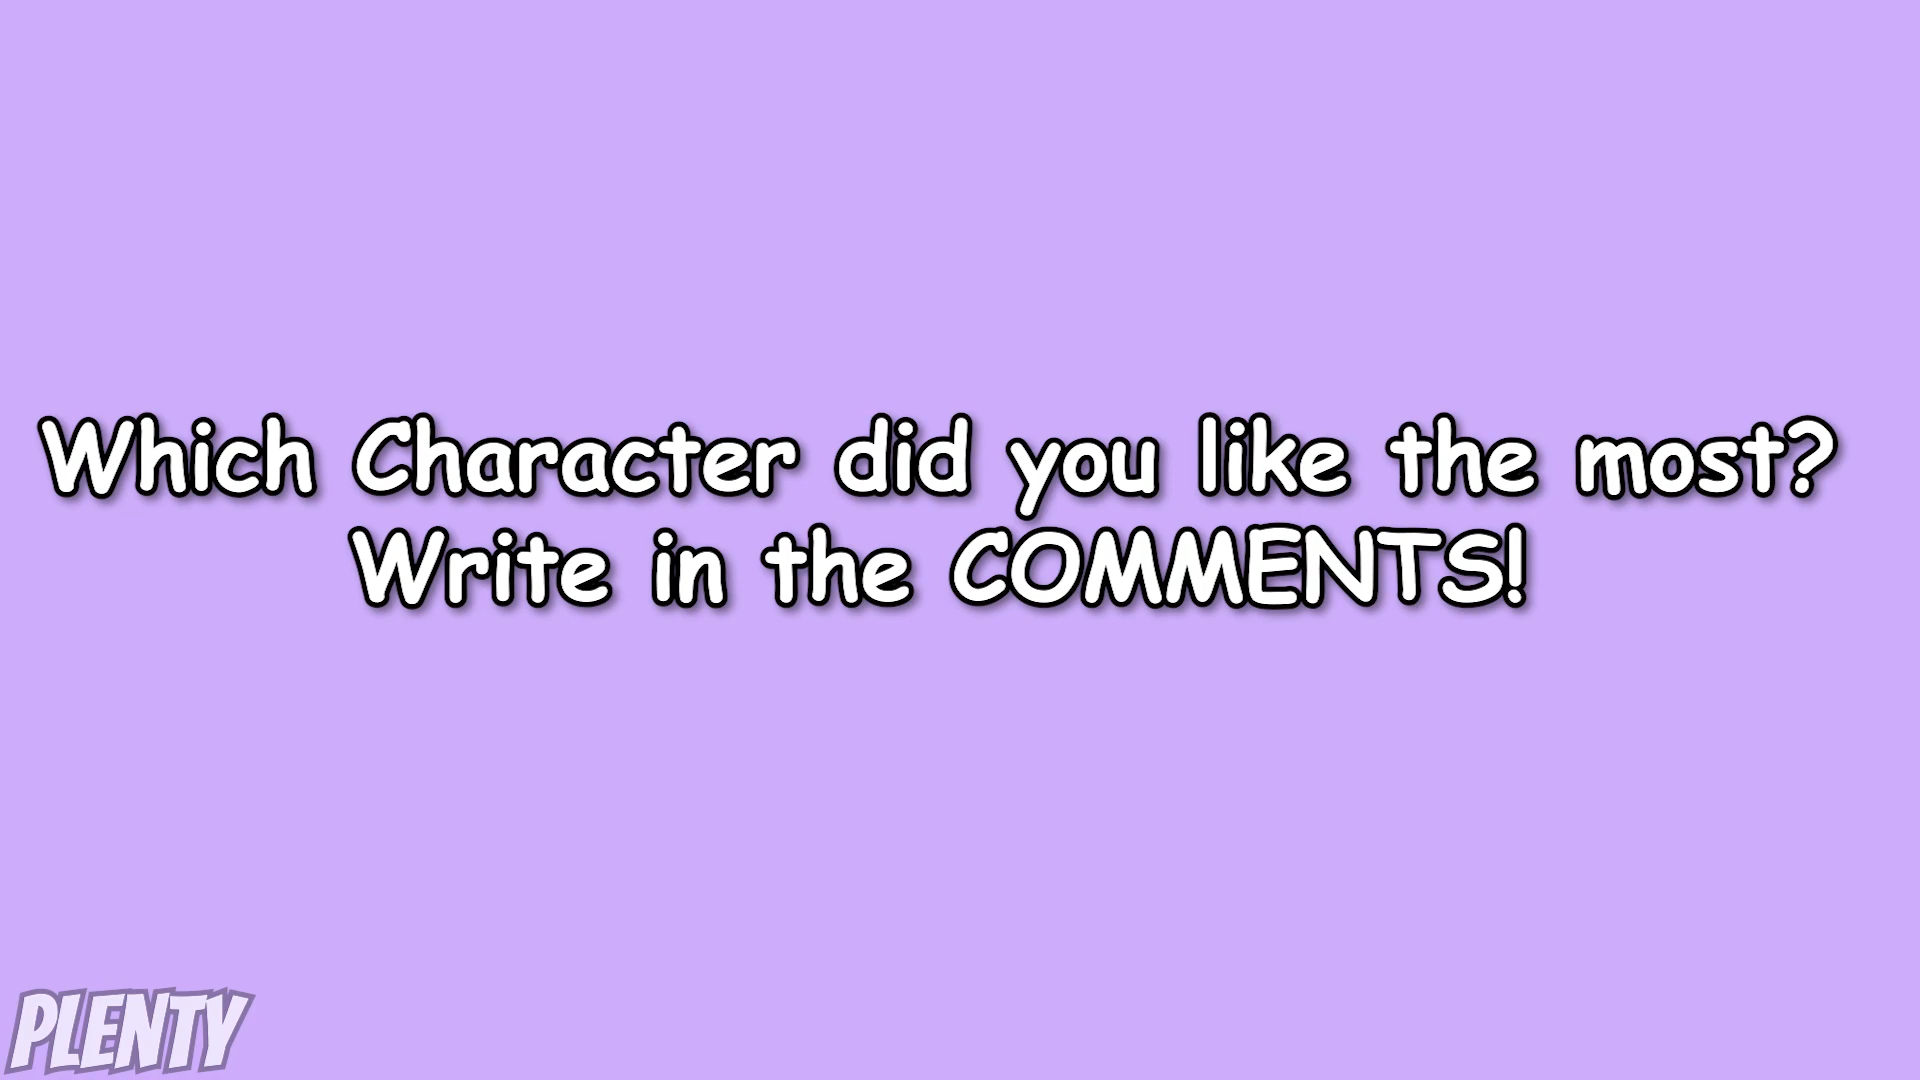 Which Character did you like the most?
Write in the COMMENTS!
PLENTY